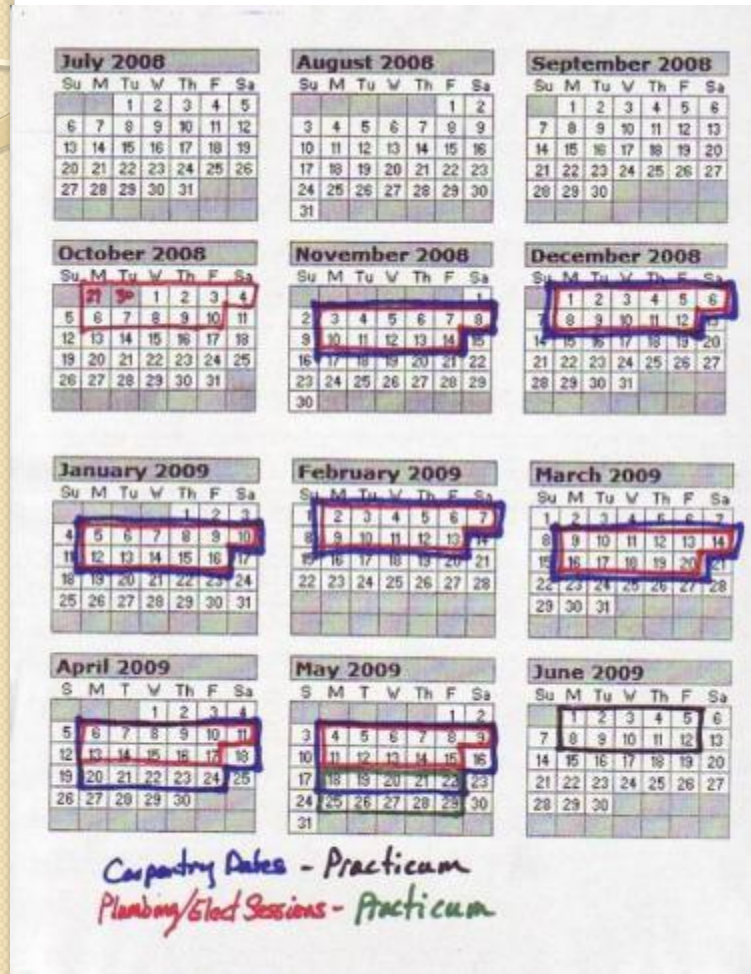 July 2008
Su M Tu W Th F Sa
1 2 3 4 5
6 7 8 9 10 11 12
13 14 15 16 17 18 19
20 21 22 23 24 25 26
27 28 29 30 31
August 2008
Su M Tu W Th F Sa
1 2
3 4 5 6 7 8 9
10 11 12 13 14 15 16
17 18 19 20 21 22 23
24 25 26 27 28 29 30
31
September 2008
Su M Tu W Th F Sa
1 2 3 4 5 6
7 8 9 10 11 12 13
14 15 16 17 18 19 20
21 22 23 24 25 26 27
28 29 30
October 2008
Su M Tu W Th F Sa
29 30 1 2 3 4
5 6 7 8 9 10 11
12 13 14 15 16 17 18
19 20 21 22 23 24 25
26 27 28 29 30 31
November 2008
Su M Tu W Th F Sa
1
2 3 4 5 6 7 8
9 10 11 12 13 14 15
16 17 18 19 20 21 22
23 24 25 26 27 28 29
30
December 2008
Su M Tu W Th F Sa
1 2 3 4 5 6
7 8 9 10 11 12 13
14 15 16 17 18 19 20
21 22 23 24 25 26 27
28 29 30 31
January 2009
Su M Tu W Th F Sa
1 2 3
4 5 6 7 8 9 10
11 12 13 14 15 16 17
18 19 20 21 22 23 24
25 26 27 28 29 30 31
February 2009
Su M Tu W Th F Sa
1 2 3 4 5 6 7
8 9 10 11 12 13 14
15 16 17 18 19 20 21
22 23 24 25 26 27 28
March 2009
Su M Tu W Th F Sa
1 2 3 4 5 6 7
8 9 10 11 12 13 14
15 16 17 18 19 20 21
22 23 24 25 26 27 28
29 30 31
April 2009
S M T W Th F Sa
1 2 3 4
5 6 7 8 9 10 11
12 13 14 15 16 17 18
19 20 21 22 23 24 25
26 27 28 29 30
May 2009
S M T W Th F Sa
1 2
3 4 5 6 7 8 9
10 11 12 13 14 15 16
17 18 19 20 21 22 23
24 25 26 27 28 29 30
31
June 2009
Su M Tu W Th F Sa
1 2 3 4 5 6
7 8 9 10 11 12 13
14 15 16 17 18 19 20
21 22 23 24 25 26 27
28 29 30
Carpentry Dates - Practicum
Plumbing/Elect Sessions - Practicum